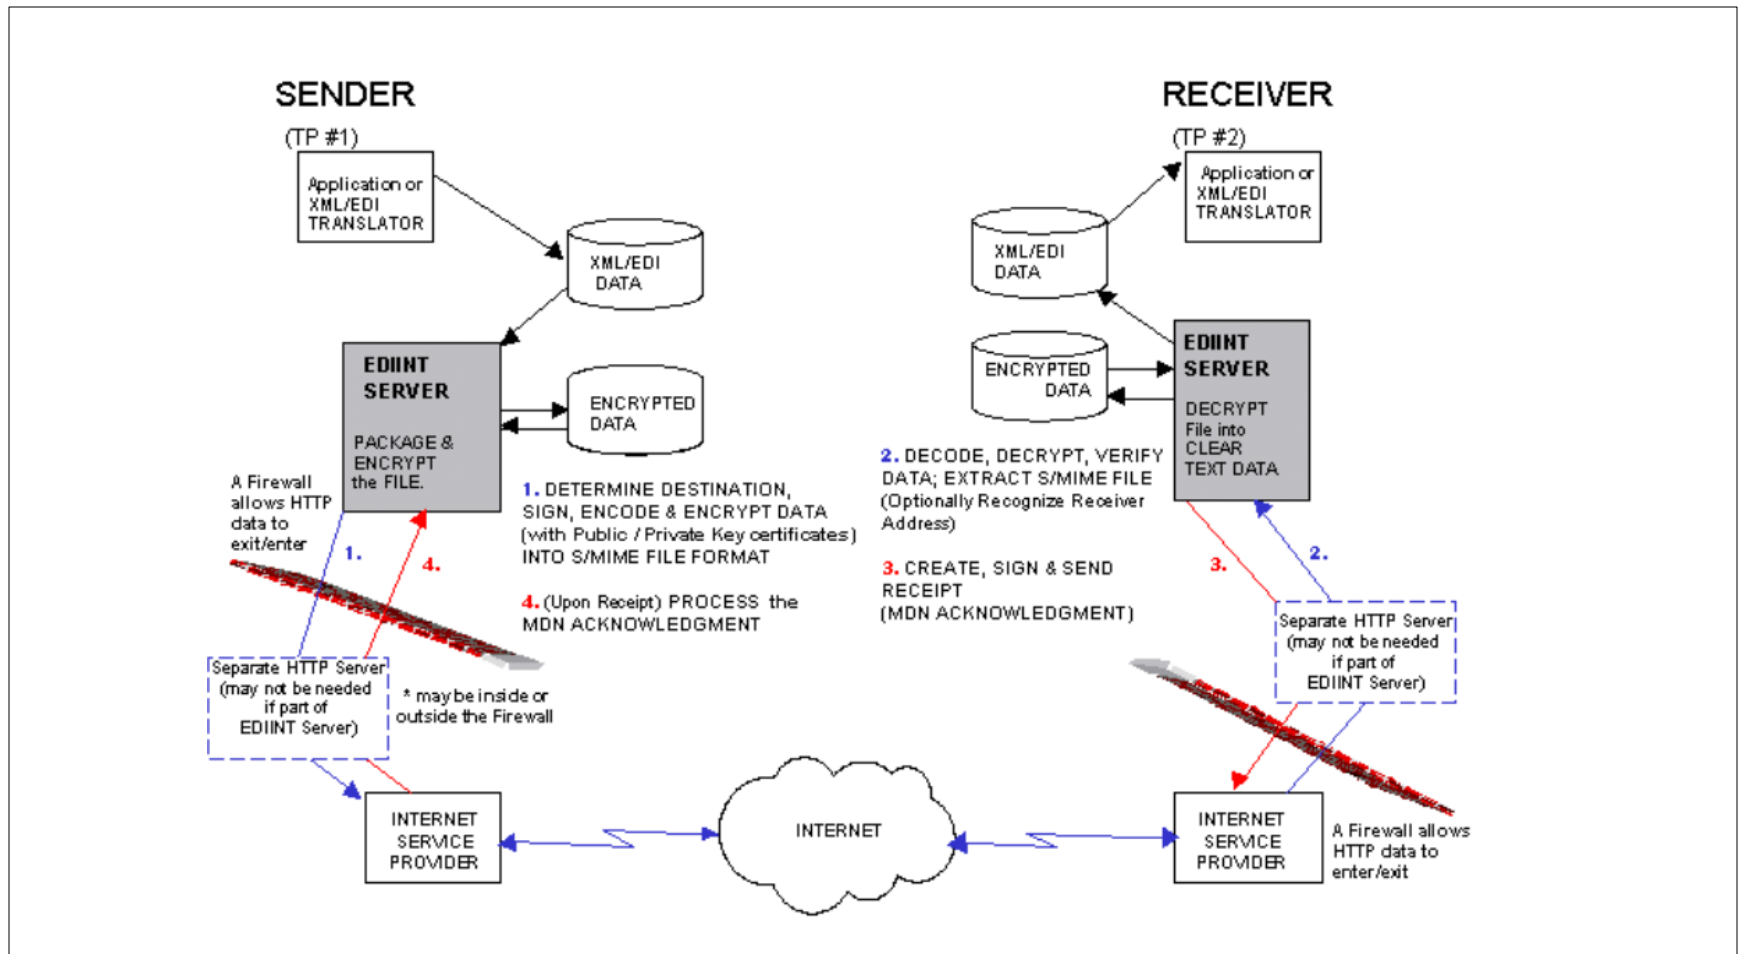 SENDER
(TP #1)
Application or
XML/EDI
TRANSLATOR
XML/EDI
DATA
EDIINT
SERVER
PACKAGE &
ENCRYPT
the FILE.
ENCRYPTED
DATA
A Firewall
allows HTTP
data to
exit/enter
1.
4.
1. DETERMINE DESTINATION,
SIGN, ENCODE & ENCRYPT DATA
(with Public / Private Key certificates)
INTO S/MIME FILE FORMAT
4. (Upon Receipt) PROCESS the
MDN ACKNOWLEDGMENT
Separate HTTP Server
(may not be needed
if part of
EDIINT Server)
* may be inside or
outside the Firewall
INTERNET
SERVICE
PROVIDER
INTERNET
RECEIVER
(TP #2)
Application or
XML/EDI
TRANSLATOR
XML/EDI
DATA
ENCRYPTED
DATA
EDIINT
SERVER
DECRYPT
File into
CLEAR
TEXT DATA
2. DECODE, DECRYPT, VERIFY
DATA; EXTRACT S/MIME FILE
(Optionally Recognize Receiver
Address)
3. CREATE, SIGN & SEND
RECEIPT
(MDN ACKNOWLEDGMENT)
3.
2.
Separate HTTP Server
(may not be needed
if part of
EDIINT Server)
INTERNET
SERVICE
PROVIDER
A Firewall allows
HTTP data to
enter/exit